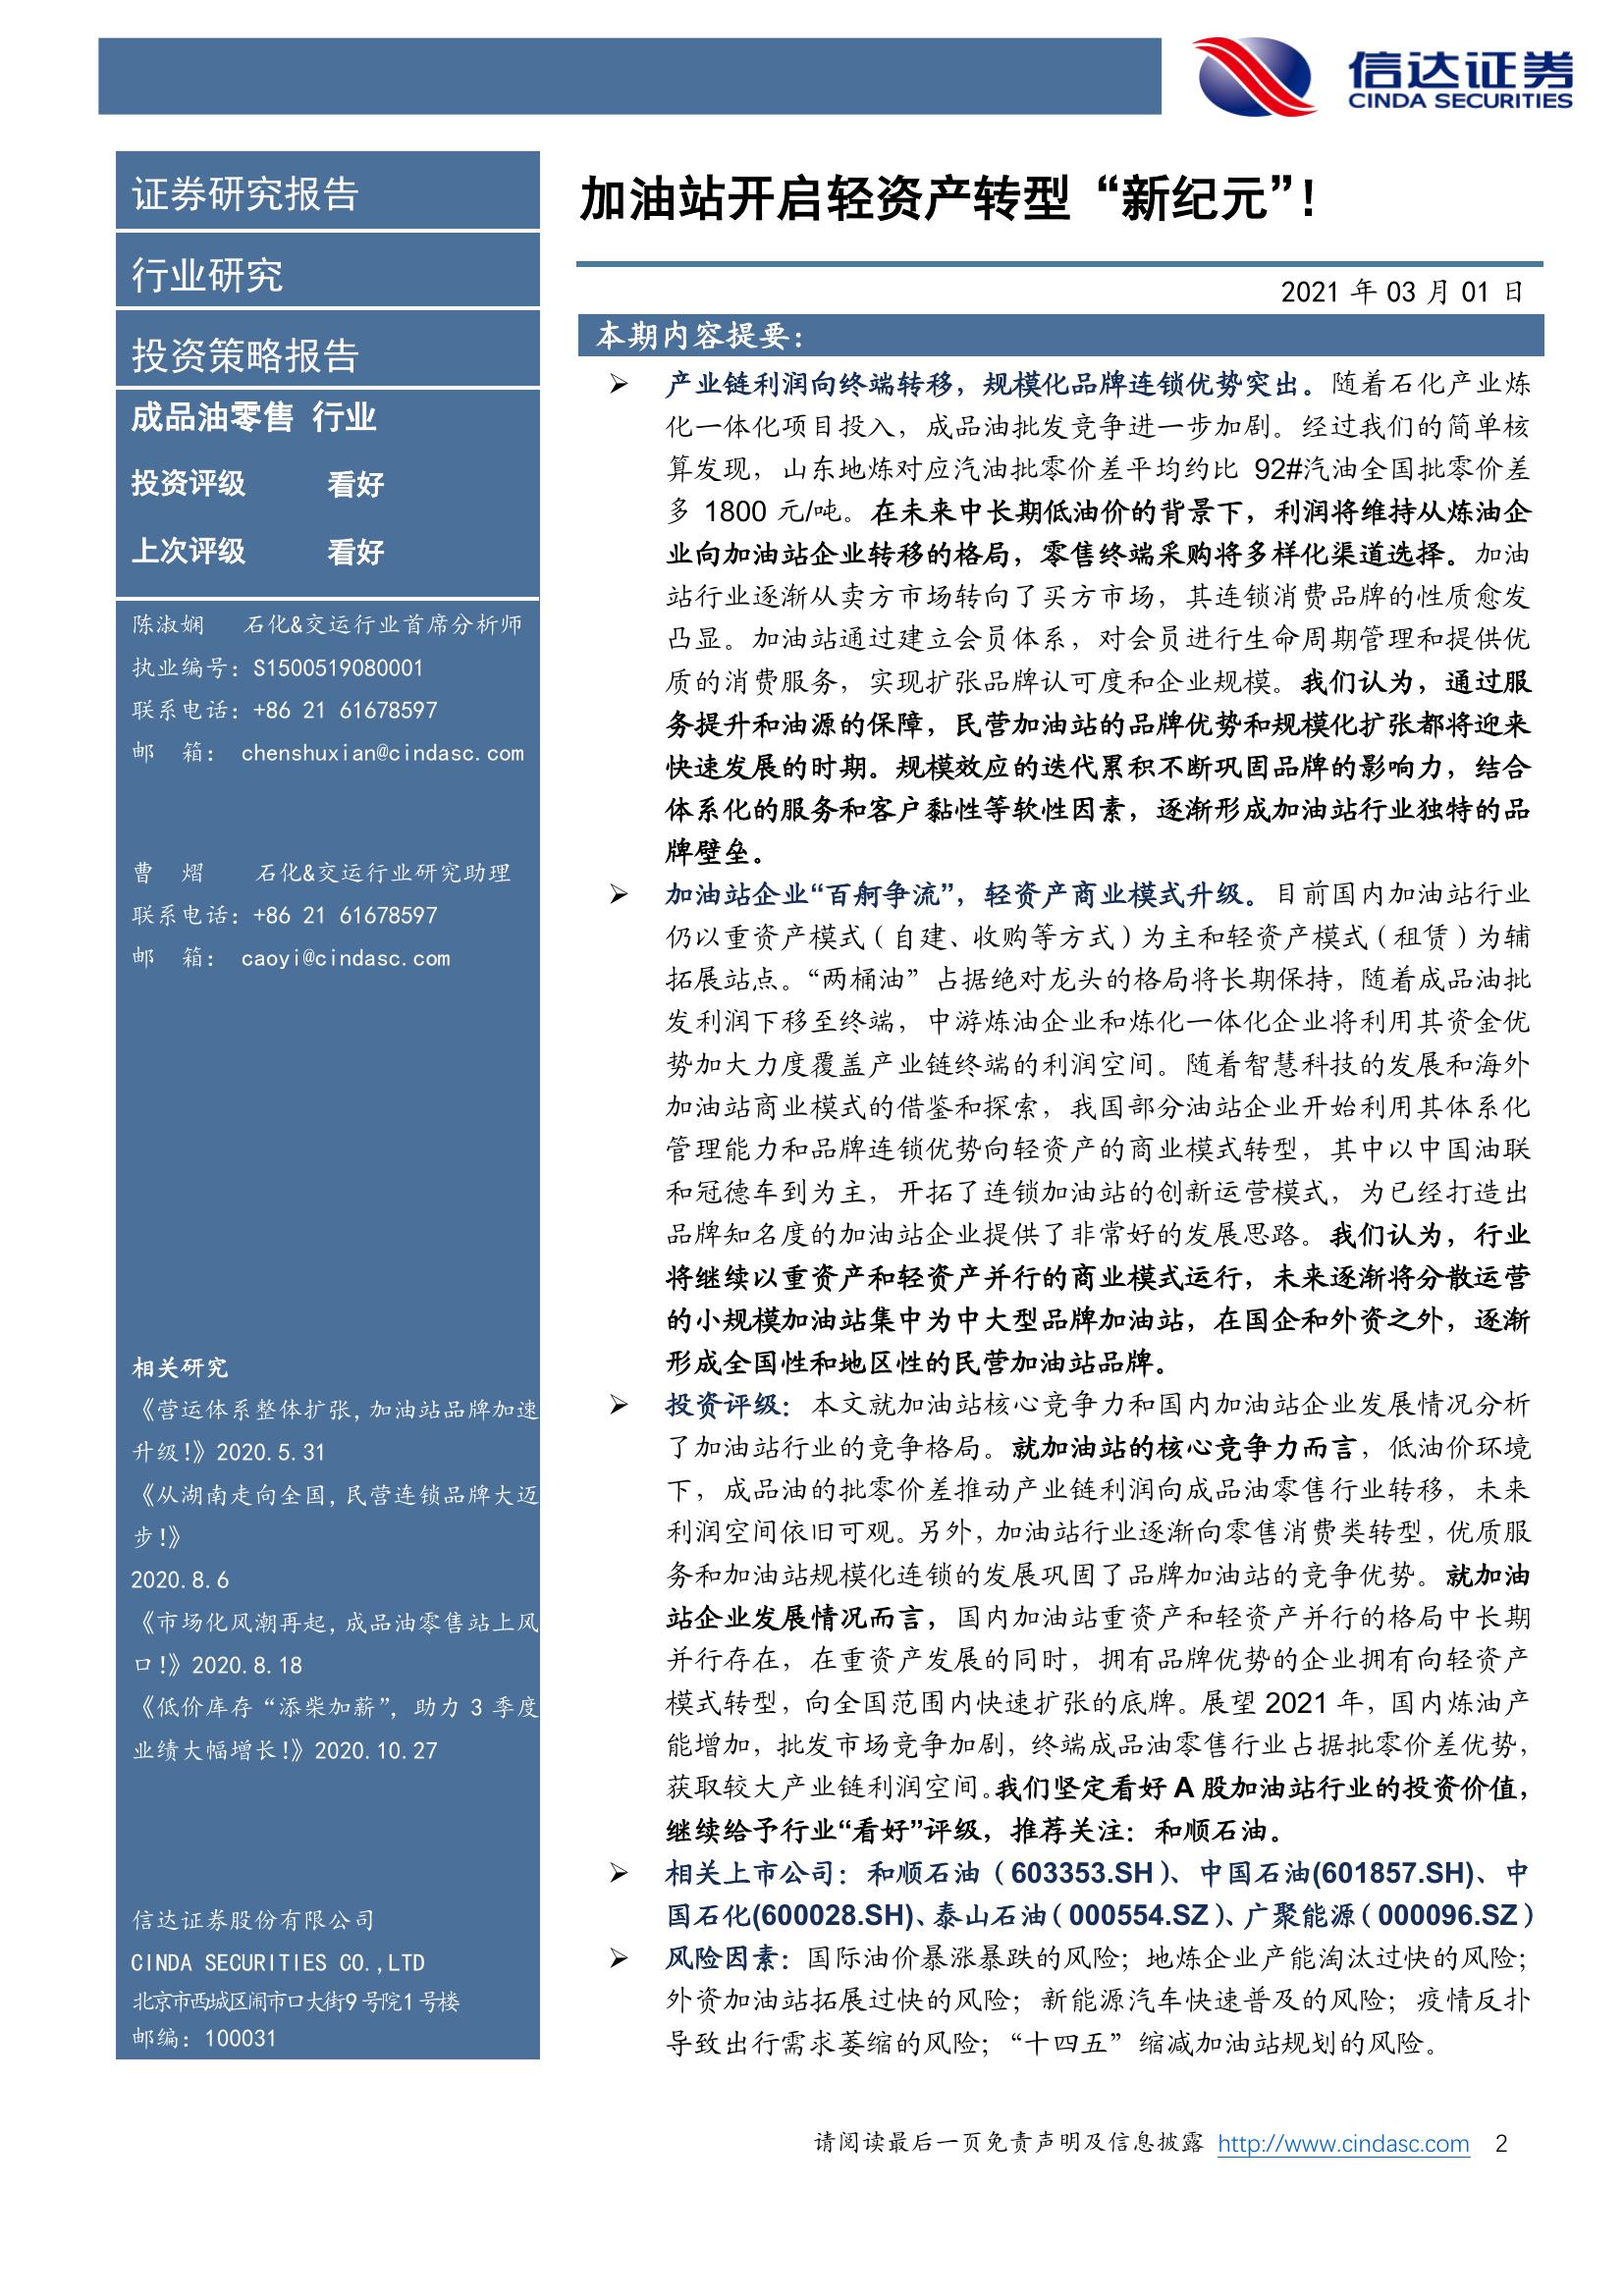 信达证券
CINDA SECURITIES
证券研究报告
行业研究
投资策略报告
成品油零售 行业
投资评级 看好
上次评级 看好
陈淑娴 石化&交运行业首席分析师
执业编号：S1500519080001
联系电话：+86 21 61678597
邮 箱： chenshuxian@cindasc.com
曹 熠 石化&交运行业研究助理
联系电话：+86 21 61678597
邮 箱： caoyi@cindasc.com
相关研究
《营运体系整体扩张，加油站品牌加速
升级！》2020.5.31
《从湖南走向全国，民营连锁品牌大迈
步！》
2020.8.6
《市场化风潮再起，成品油零售站上风
口！》2020.8.18
《低价库存“添柴加薪”，助力 3 季度
业绩大幅增长！》2020.10.27
信达证券股份有限公司
CINDA SECURITIES CO.,LTD
北京市西城区闹市口大街9号院1号楼
邮编：100031
加油站开启轻资产转型“新纪元”！
2021 年 03 月 01 日
本期内容提要：
➢ 产业链利润向终端转移，规模化品牌连锁优势突出。随着石化产业炼
化一体化项目投入，成品油批发竞争进一步加剧。经过我们的简单核
算发现，山东地炼对应汽油批零价差平均约比 92#汽油全国批零价差
多 1800 元/吨。在未来中长期低油价的背景下，利润将维持从炼油企
业向加油站企业转移的格局，零售终端采购将多样化渠道选择。加油
站行业逐渐从卖方市场转向了买方市场，其连锁消费品牌的性质愈发
凸显。加油站通过建立会员体系，对会员进行生命周期管理和提供优
质的消费服务，实现扩张品牌认可度和企业规模。我们认为，通过服
务提升和油源的保障，民营加油站的品牌优势和规模化扩张都将迎来
快速发展的时期。规模效应的迭代累积不断巩固品牌的影响力，结合
体系化的服务和客户黏性等软性因素，逐渐形成加油站行业独特的品
牌壁垒。
➢ 加油站企业“百舸争流”，轻资产商业模式升级。目前国内加油站行业
仍以重资产模式（自建、收购等方式）为主和轻资产模式（租赁）为辅
拓展站点。“两桶油”占据绝对龙头的格局将长期保持，随着成品油批
发利润下移至终端，中游炼油企业和炼化一体化企业将利用其资金优
势加大力度覆盖产业链终端的利润空间。随着智慧科技的发展和海外
加油站商业模式的借鉴和探索，我国部分油站企业开始利用其体系化
管理能力和品牌连锁优势向轻资产的商业模式转型，其中以中国油联
和冠德车到为主，开拓了连锁加油站的创新运营模式，为已经打造出
品牌知名度的加油站企业提供了非常好的发展思路。我们认为，行业
将继续以重资产和轻资产并行的商业模式运行，未来逐渐将分散运营
的小规模加油站集中为中大型品牌加油站，在国企和外资之外，逐渐
形成全国性和地区性的民营加油站品牌。
➢ 投资评级：本文就加油站核心竞争力和国内加油站企业发展情况分析
了加油站行业的竞争格局。就加油站的核心竞争力而言，低油价环境
下，成品油的批零价差推动产业链利润向成品油零售行业转移，未来
利润空间依旧可观。另外，加油站行业逐渐向零售消费类转型，优质服
务和加油站规模化连锁的发展巩固了品牌加油站的竞争优势。就加油
站企业发展情况而言，国内加油站重资产和轻资产并行的格局中长期
并行存在，在重资产发展的同时，拥有品牌优势的企业拥有向轻资产
模式转型，向全国范围内快速扩张的底牌。展望 2021 年，国内炼油产
能增加，批发市场竞争加剧，终端成品油零售行业占据批零价差优势，
获取较大产业链利润空间。我们坚定看好 A 股加油站行业的投资价值，
继续给予行业“看好”评级，推荐关注：和顺石油。
➢ 相关上市公司：和顺石油（603353.SH）、中国石油(601857.SH)、中
国石化(600028.SH)、泰山石油（000554.SZ）、广聚能源（000096.SZ）
➢ 风险因素：国际油价暴涨暴跌的风险；地炼企业产能淘汰过快的风险；
外资加油站拓展过快的风险；新能源汽车快速普及的风险；疫情反扑
导致出行需求萎缩的风险；“十四五”缩减加油站规划的风险。
请阅读最后一页免责声明及信息披露 http://www.cindasc.com 2